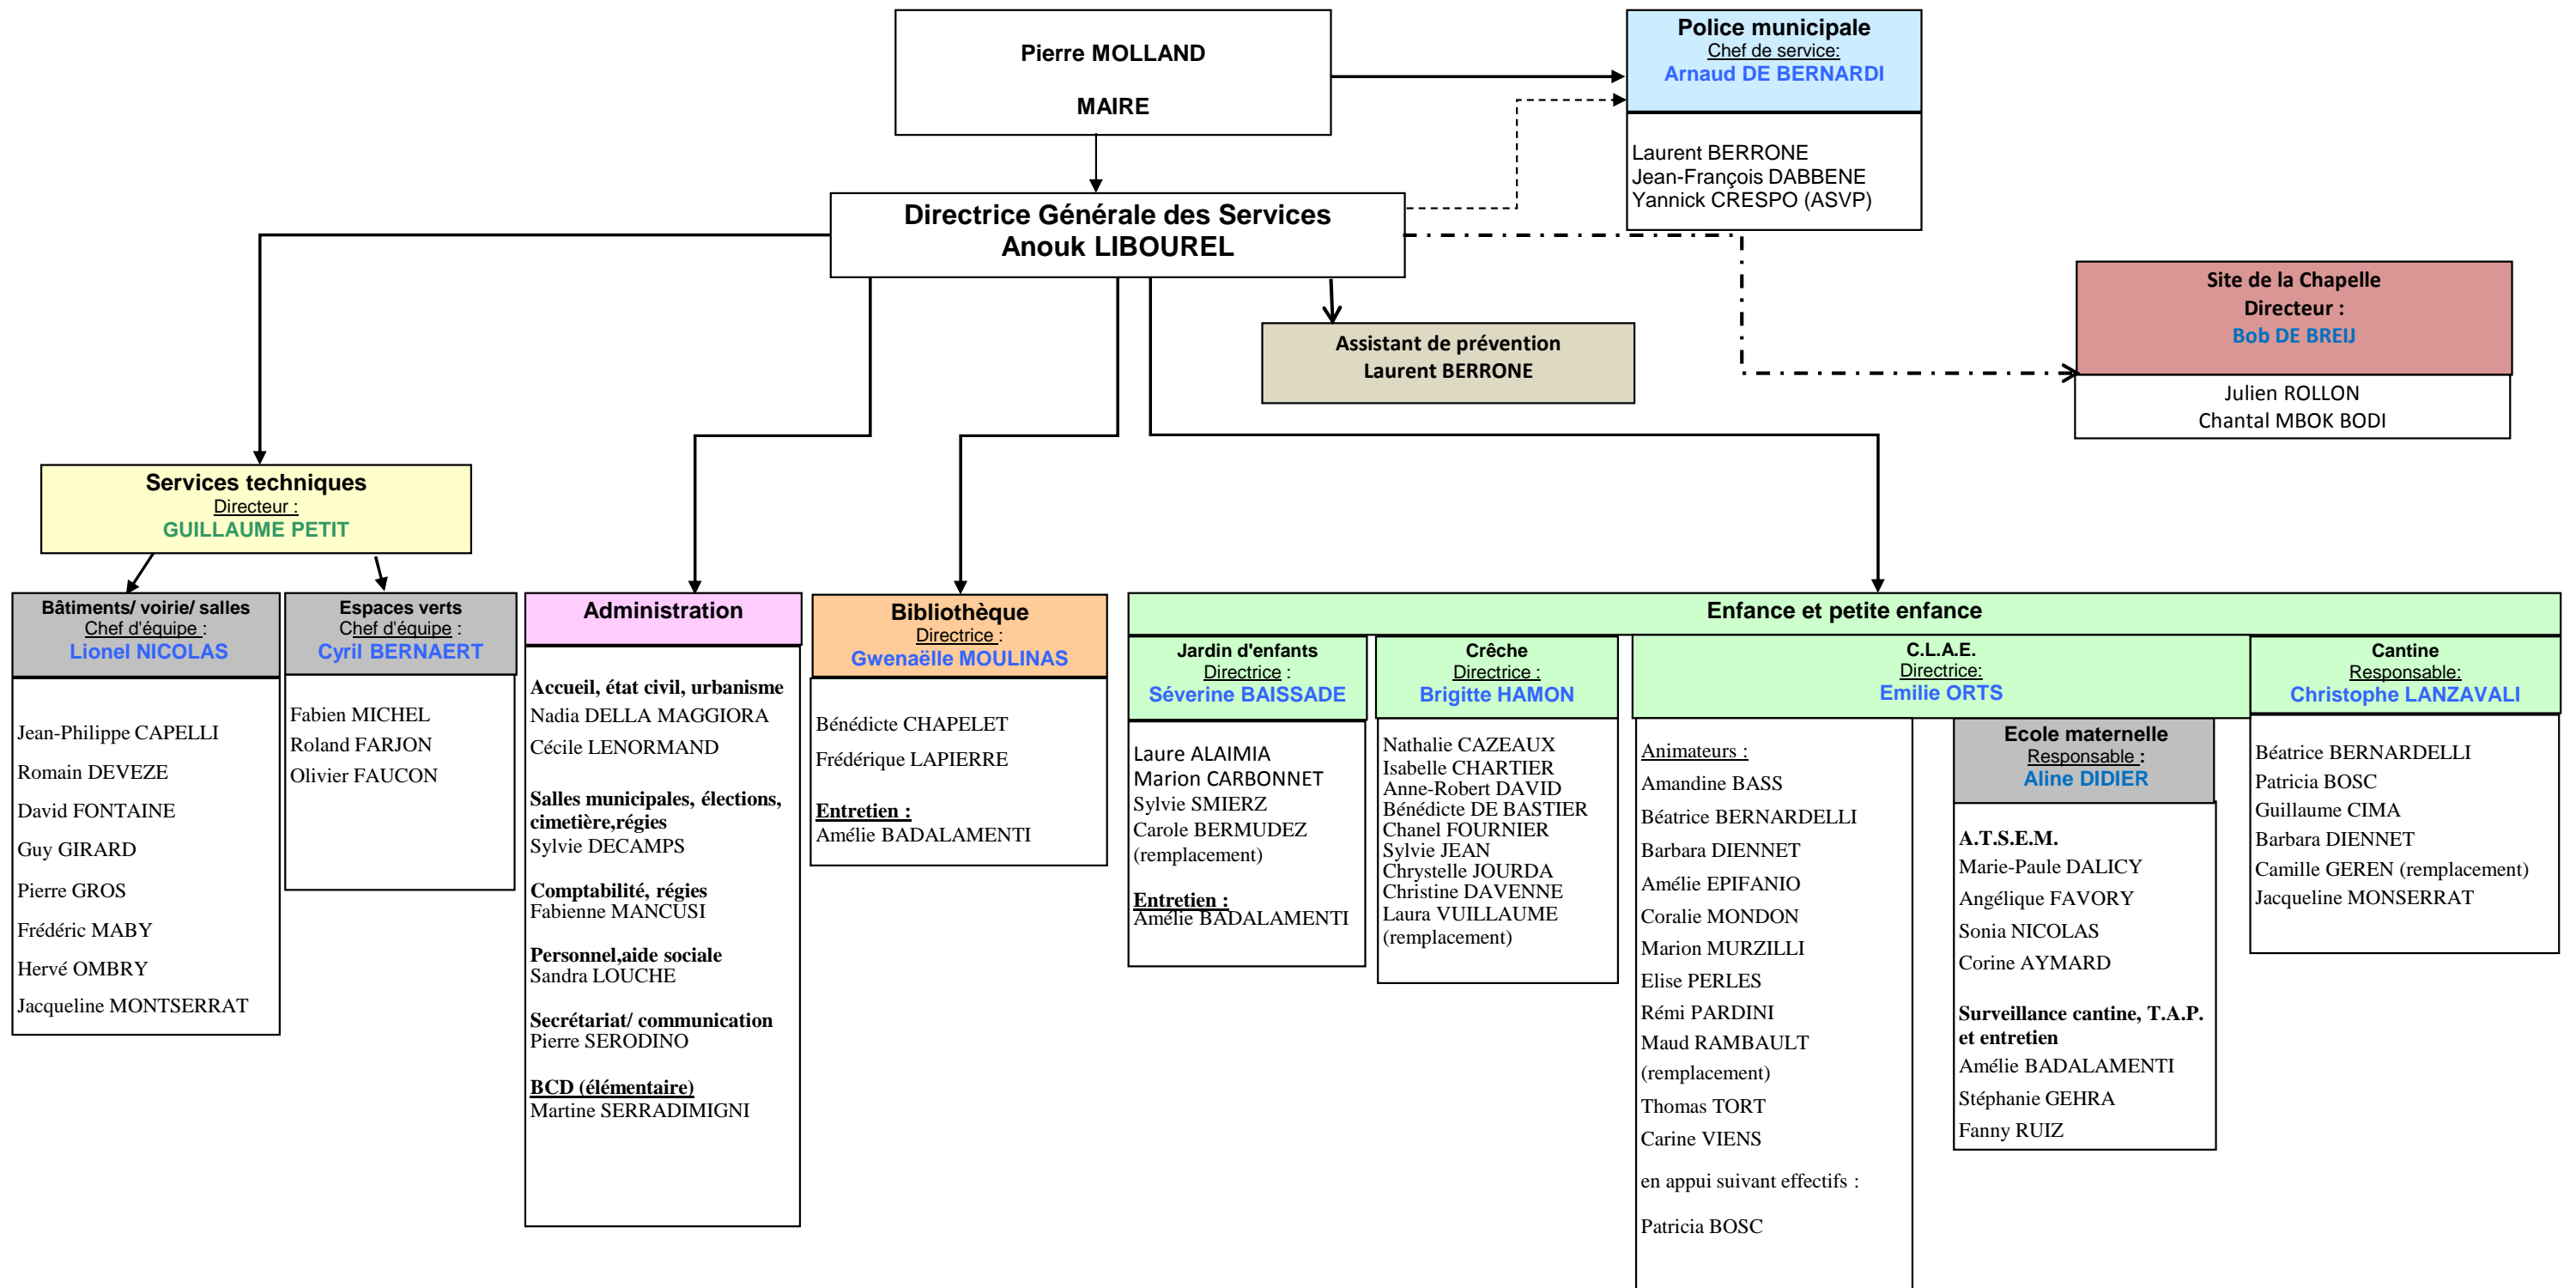 Pierre MOLLAND
MAIRE
Police municipale
Chef de service:
Arnaud DE BERNARDI
Laurent BERRONE
Jean-François DABBENE
Yannick CRESPO (ASVP)
Directrice Générale des Services
Anouk LIBOUREL
Site de la Chapelle
Directeur :
Bob DE BREIJ
Julien ROLLON
Chantal MBOK BODI
Assistant de prévention
Laurent BERRONE
Services techniques
Directeur :
GUILLAUME PETIT
Bâtiments/ voirie/ salles
Chef d'équipe :
Lionel NICOLAS
Jean-Philippe CAPELLI
Romain DEVEZE
David FONTAINE
Guy GIRARD
Pierre GROS
Frédéric MABY
Hervé OMBRY
Jacqueline MONTSERRAT
Espaces verts
Chef d'équipe :
Cyril BERNAERT
Fabien MICHEL
Roland FARJON
Olivier FAUCON
Administration
Accueil, état civil, urbanisme
Nadia DELLA MAGGIORA
Cécile LENORMAND
Salles municipales, élections,
cimetière,régies
Sylvie DECAMPS
Comptabilité, régies
Fabienne MANCUSI
Personnel,aide sociale
Sandra LOUCHE
Secrétariat/ communication
Pierre SERODINO
BCD (élémentaire)
Martine SERRADIMIGNI
Bibliothèque
Directrice :
Gwenaëlle MOULINAS
Bénédicte CHAPELET
Frédérique LAPIERRE
Entretien :
Amélie BADALAMENTI
Enfance et petite enfance
Jardin d'enfants
Directrice :
Séverine BAISSADE
Laure ALAIMIA
Marion CARBONNET
Sylvie SMIERZ
Carole BERMUDEZ
(remplacement)
Entretien :
Amélie BADALAMENTI
Crêche
Directrice :
Brigitte HAMON
Nathalie CAZEAUX
Isabelle CHARTIER
Anne-Robert DAVID
Bénédicte DE BASTIER
Chanel FOURNIER
Sylvie JEAN
Chrystelle JOURDA
Christine DAVENNE
Laura VUILLAUME
(remplacement)
C.L.A.E.
Directrice:
Emilie ORTS
Animateurs :
Amandine BASS
Béatrice BERNARDELLI
Barbara DIENNET
Amélie EPIFANIO
Coralie MONDON
Marion MURZILLI
Elise PERLES
Rémi PARDINI
Maud RAMBAULT
(remplacement)
Thomas TORT
Carine VIENS
en appui suivant effectifs :
Patricia BOSC
Ecole maternelle
Responsable :
Aline DIDIER
A.T.S.E.M.
Marie-Paule DALICY
Angélique FAVORY
Sonia NICOLAS
Corine AYMARD
Surveillance cantine, T.A.P.
et entretien
Amélie BADALAMENTI
Stéphanie GEHRA
Fanny RUIZ
Cantine
Responsable:
Christophe LANZAVALI
Béatrice BERNARDELLI
Patricia BOSC
Guillaume CIMA
Barbara DIENNET
Camille GEREN (remplacement)
Jacqueline MONSERRAT